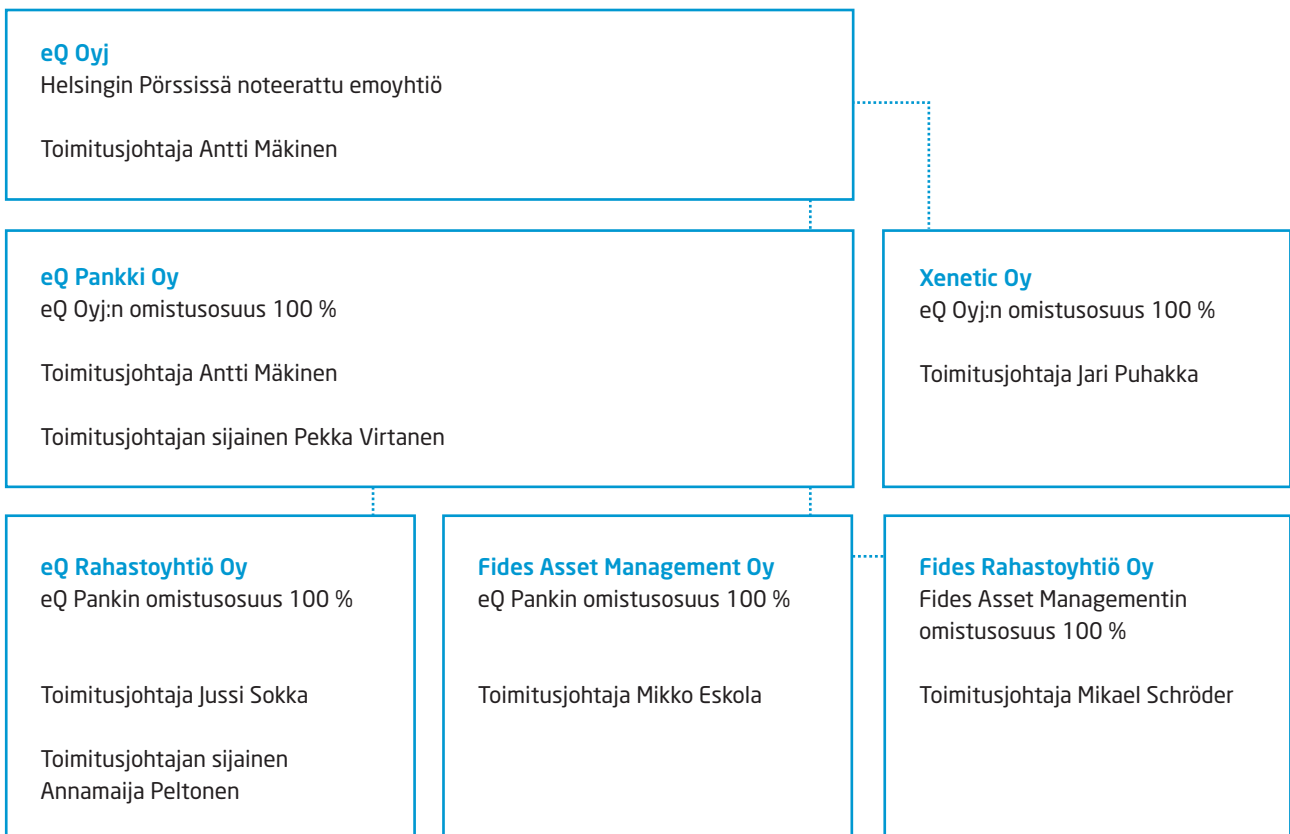 eQ Oyj
Helsingin Pörssissä noteerattu emoyhtiö
Toimitusjohtaja Antti Mäkinen
eQ Pankki Oy
eQ Oyj:n omistusosuus 100 %
Toimitusjohtaja Antti Mäkinen
Toimitusjohtajan sijainen Pekka Virtanen
Xenetic Oy
eQ Oyj:n omistusosuus 100 %
Toimitusjohtaja Jari Puhakka
eQ Rahastoyhtiö Oy
eQ Pankin omistusosuus 100 %
Toimitusjohtaja Jussi Sokka
Toimitusjohtajan sijainen
Annamaija Peltonen
Fides Asset Management Oy
eQ Pankin omistusosuus 100 %
Toimitusjohtaja Mikko Eskola
Fides Rahastoyhtiö Oy
Fides Asset Managementin
omistusosuus 100 %
Toimitusjohtaja Mikael Schröder